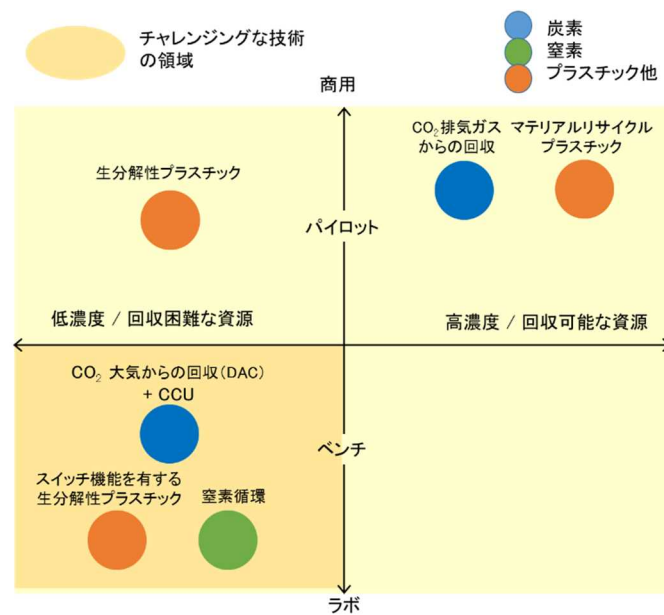 チャレンジングな技術
の領域
炭素
窒素
プラスチック他
商用
CO₂排気ガス
からの回収
マテリアルリサイクル
プラスチック
生分解性プラスチック
パイロット
低濃度 / 回収困難な資源
高濃度 / 回収可能な資源
CO₂ 大気からの回収(DAC)
+ CCU
ベンチ
スイッチ機能を有する
生分解性プラスチック
窒素循環
ラボ